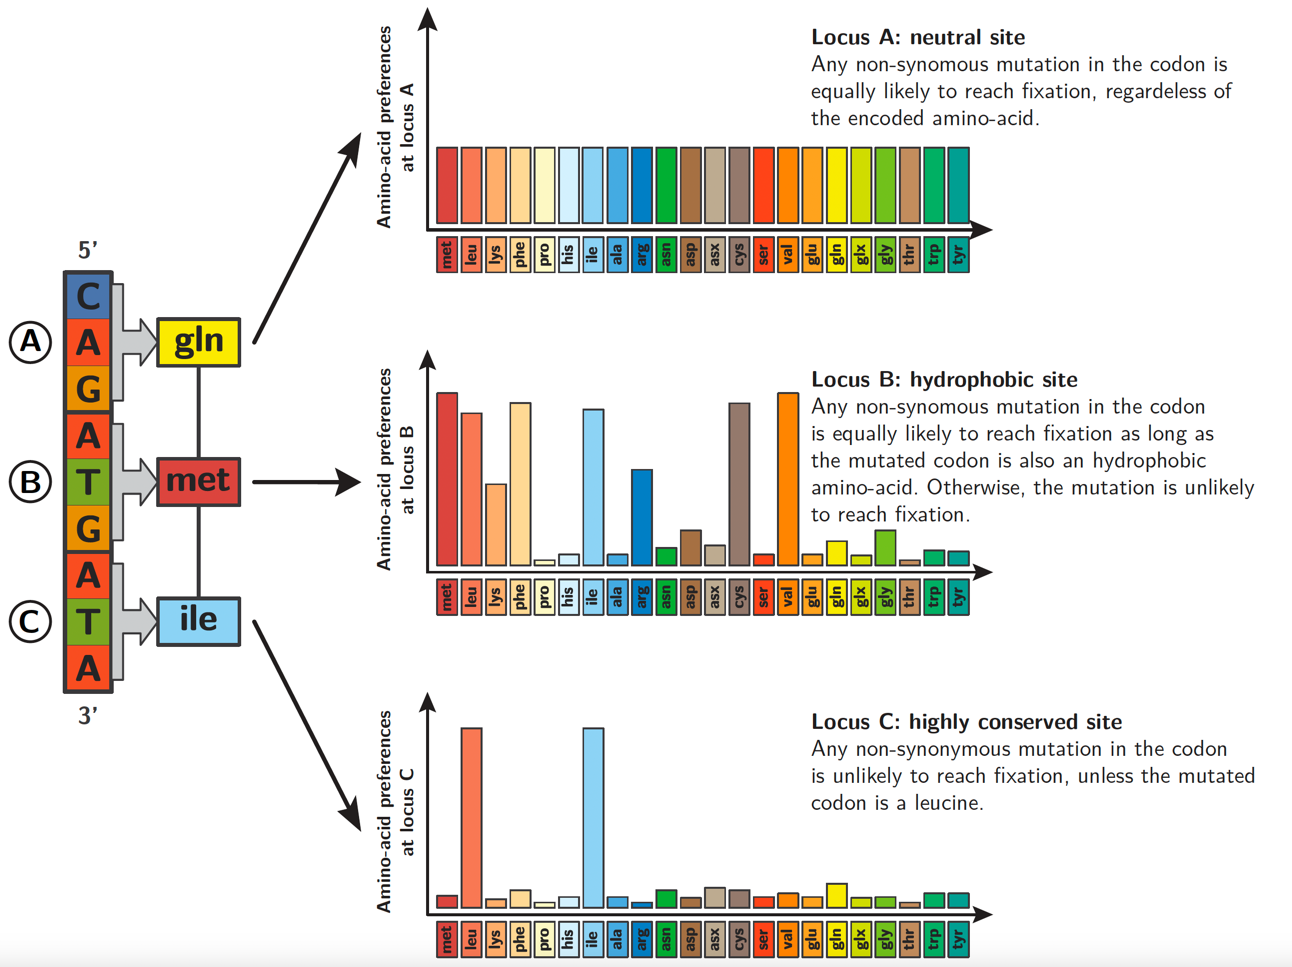 5’
C
A
G
A
T
G
A
T
A
3’
A
B
C
gln
met
ile
Amino-acid preferences
at locus A
met leu lys phe pro his ile ala arg asn asp asx cys ser val glu gln glx gly thr trp tyr
Locus A: neutral site
Any non-synomous mutation in the codon is
equally likely to reach fixation, regardeless of
the encoded amino-acid.
Amino-acid preferences
at locus B
met leu lys phe pro his ile ala arg asn asp asx cys ser val glu gln glx gly thr trp tyr
Locus B: hydrophobic site
Any non-synomous mutation in the codon
is equally likely to reach fixation as long as
the mutated codon is also an hydrophobic
amino-acid. Otherwise, the mutation is unlikely
to reach fixation.
Amino-acid preferences
at locus C
met leu lys phe pro his ile ala arg asn asp asx cys ser val glu gln glx gly thr trp tyr
Locus C: highly conserved site
Any non-synonymous mutation in the codon
is unlikely to reach fixation, unless the mutated
codon is a leucine.